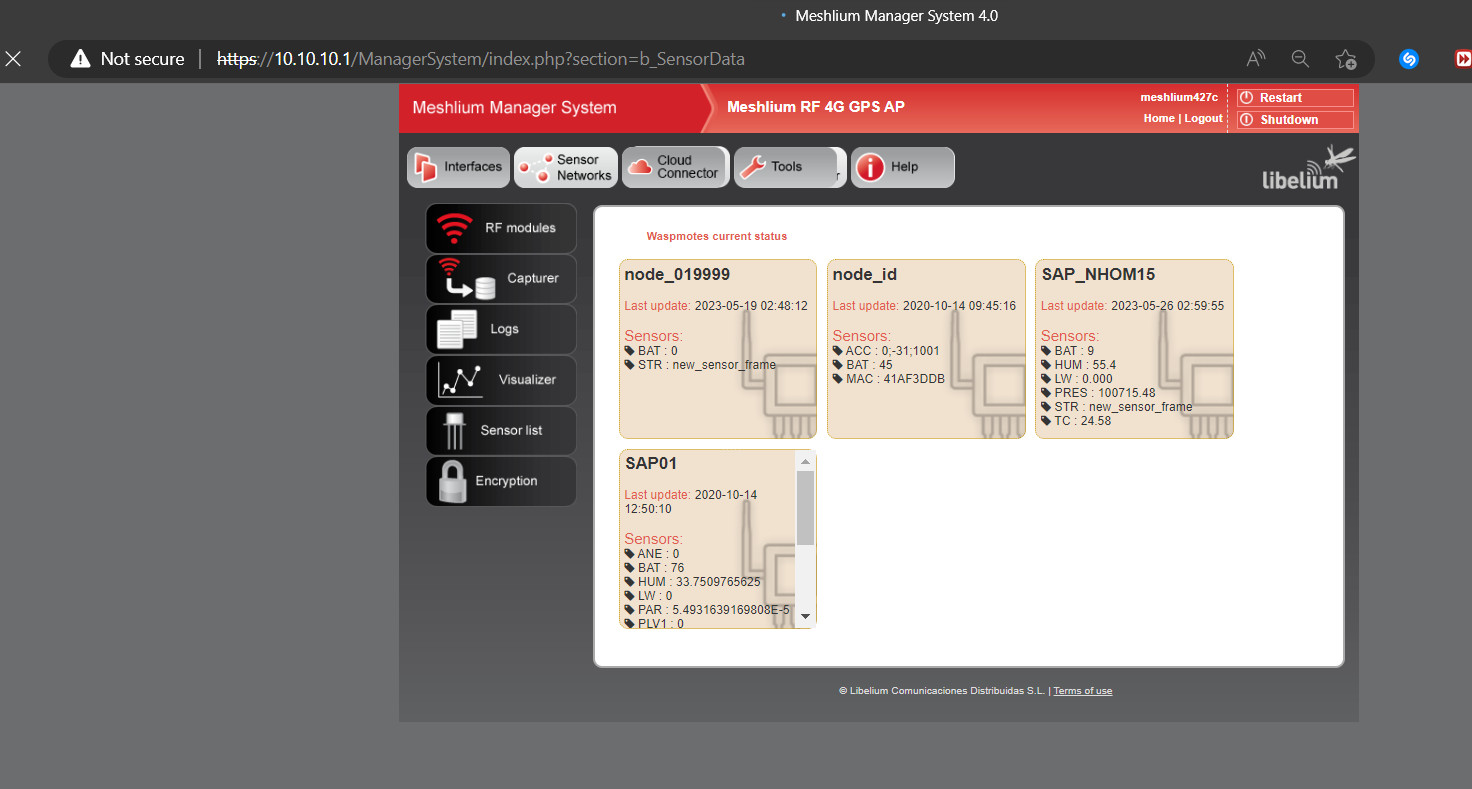 Meshlium Manager System 4.0
Not secure | https://10.10.10.1/ManagerSystem/index.php?section=b_SensorData
Meshlium Manager System
Meshlium RF 4G GPS AP
meshlium427c
Home | Logout
Restart
Shutdown
Interfaces
Sensor
Networks
Cloud
Connector
Tools
Help
libelium
RF modules
Capturer
Logs
Visualizer
Sensor list
Encryption
Waspmotes current status
node_019999
Last update: 2023-05-19 02:48:12
Sensors:
BAT : 0
STR : new_sensor_frame
node_id
Last update: 2020-10-14 09:45:16
Sensors:
ACC : 0;-31;1001
BAT : 45
MAC : 41AF3DDB
SAP_NHOM15
Last update: 2023-05-26 02:59:55
Sensors:
BAT : 9
HUM : 55.4
LW : 0.000
PRES : 100715.48
STR : new_sensor_frame
TC : 24.58
SAP01
Last update: 2020-10-14
12:50:10
Sensors:
ANE : 0
BAT : 76
HUM : 33.7509765625
LW : 0
PAR : 5.4931639169808E-5
PLV1 : 0
© Libelium Comunicaciones Distribuidas S.L. | Terms of use